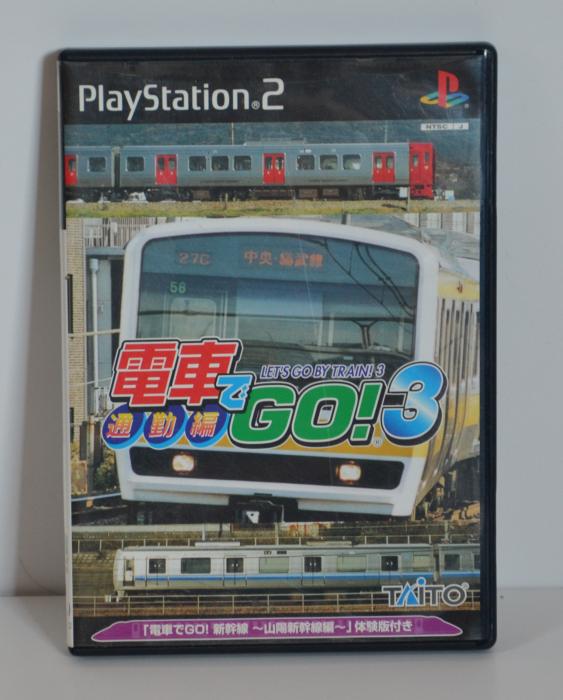 PlayStation®2
NTSC J
27C 中央・総武線
56
電車で
LET'S GO BY TRAIN! 3
通勤編
GO!® 3
TAITO®
「電車でGO! 新幹線 ～山陽新幹線編～」体験版付き